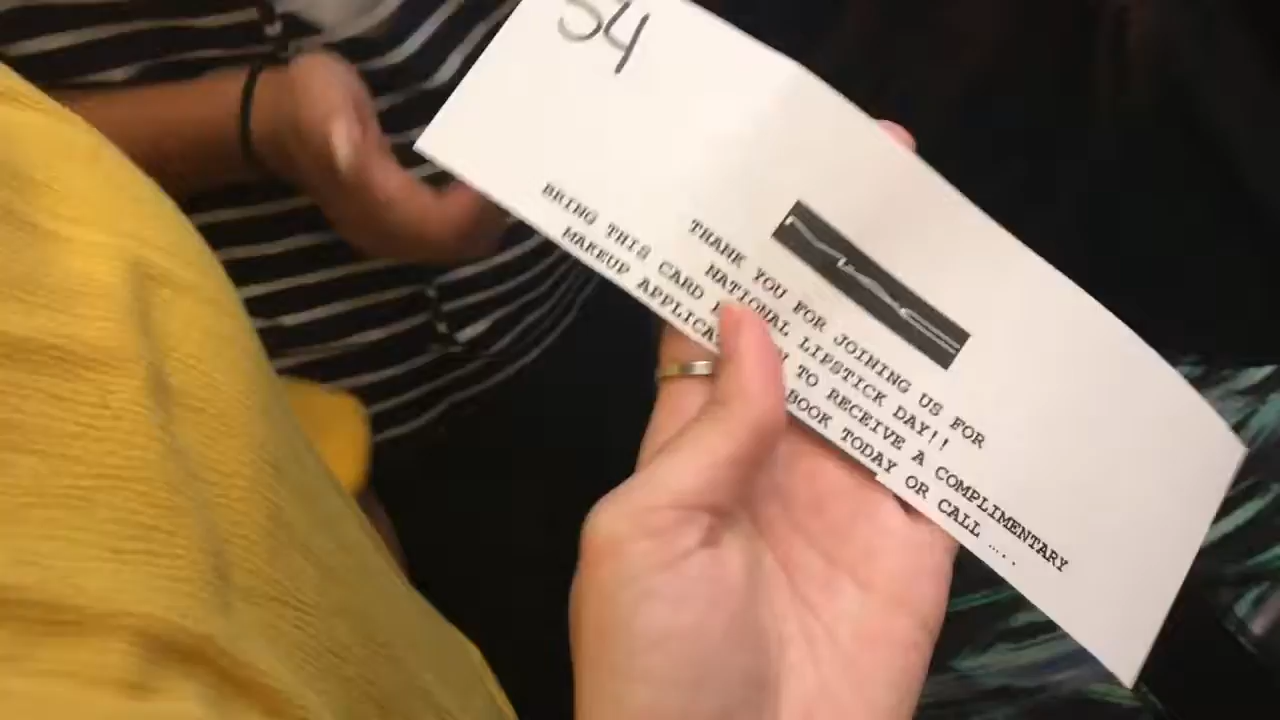 54
THANK YOU FOR JOINING US FOR
NATIONAL LIPSTICK DAY!!
BRING THIS CARD TO RECEIVE A COMPLIMENTARY
MAKEUP BOOK TODAY OR CALL ....